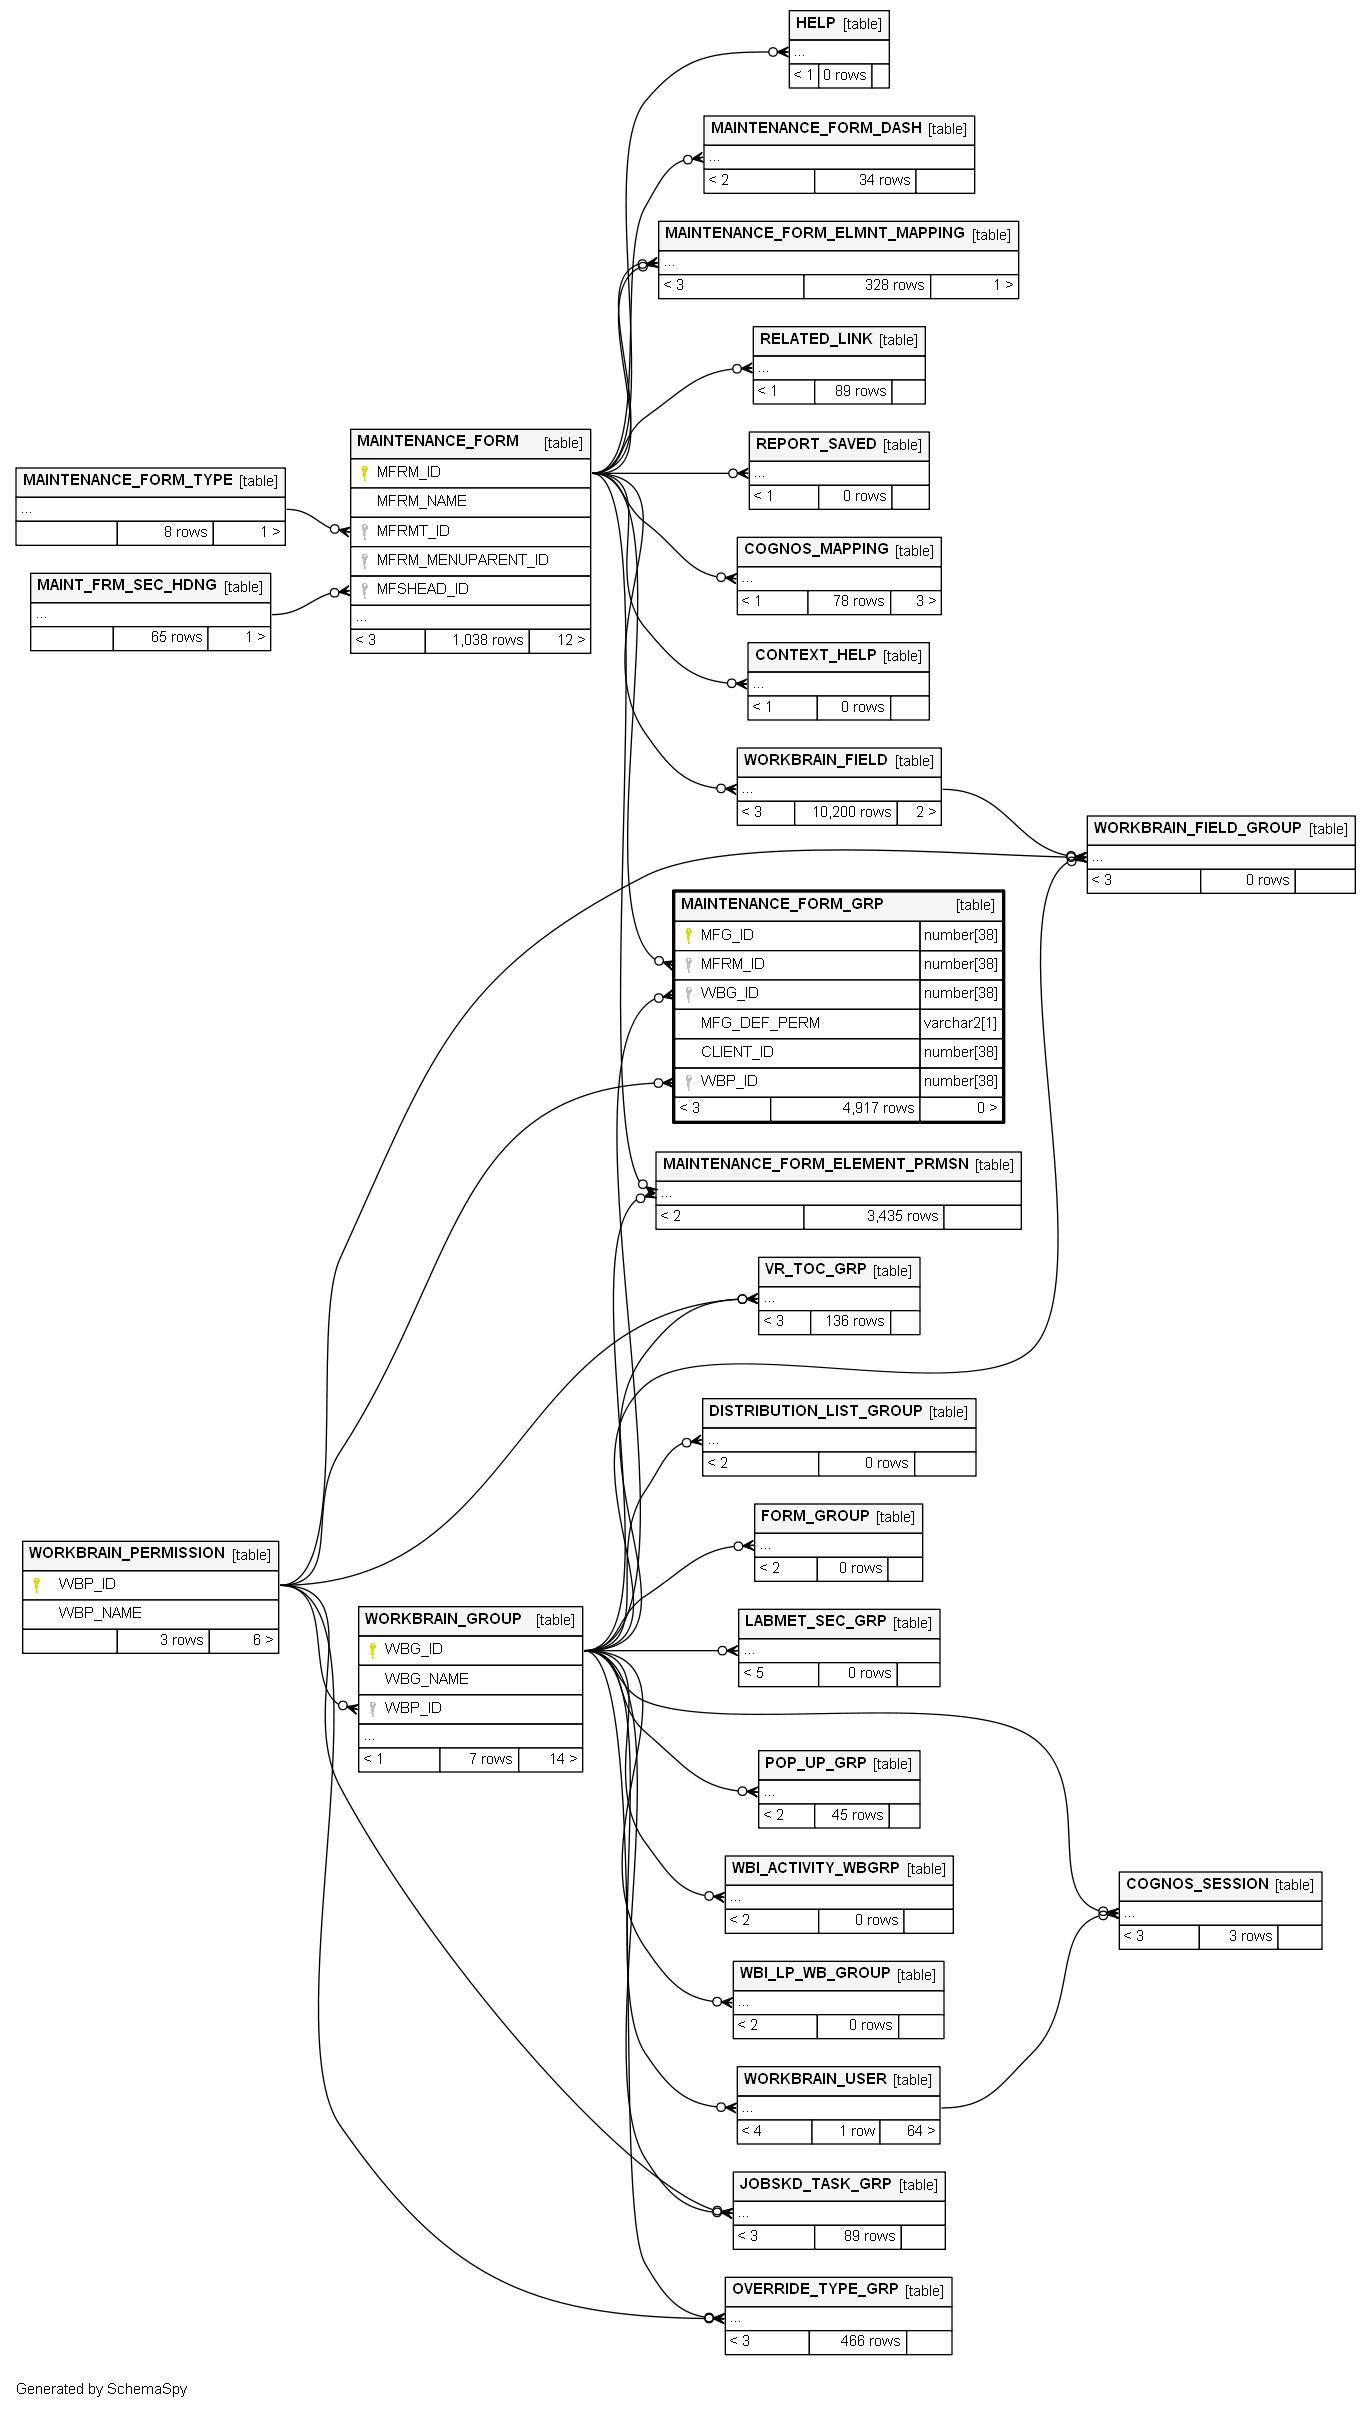 HELP [table]
...
< 1 0 rows
MAINTENANCE_FORM_DASH [table]
...
< 2 34 rows
MAINTENANCE_FORM_ELMNT_MAPPING [table]
...
< 3 328 rows 1 >
RELATED_LINK [table]
...
< 1 89 rows
MAINTENANCE_FORM [table]
MFRM_ID
MFRM_NAME
MFRMT_ID
MFRM_MENUPARENT_ID
MFSHEAD_ID
...
< 3 1,038 rows 12 >
REPORT_SAVED [table]
...
< 1 0 rows
MAINTENANCE_FORM_TYPE [table]
...
8 rows 1 >
COGNOS_MAPPING [table]
...
< 1 78 rows 3 >
MAINT_FRM_SEC_HDNG [table]
...
65 rows 1 >
CONTEXT_HELP [table]
...
< 1 0 rows
WORKBRAIN_FIELD [table]
...
< 3 10,200 rows 2 >
WORKBRAIN_FIELD_GROUP [table]
...
< 3 0 rows
MAINTENANCE_FORM_GRP [table]
MFG_ID number[38]
MFRM_ID number[38]
WBG_ID number[38]
MFG_DEF_PERM varchar2[1]
CLIENT_ID number[38]
WBP_ID number[38]
< 3 4,917 rows 0 >
MAINTENANCE_FORM_ELEMENT_PRMSN [table]
...
< 2 3,435 rows
VR_TOC_GRP [table]
...
< 3 136 rows
DISTRIBUTION_LIST_GROUP [table]
...
< 2 0 rows
FORM_GROUP [table]
...
< 2 0 rows
WORKBRAIN_PERMISSION [table]
WBP_ID
WBP_NAME
3 rows 6 >
WORKBRAIN_GROUP [table]
WBG_ID
WBG_NAME
WBP_ID
...
< 1 7 rows 14 >
LABMET_SEC_GRP [table]
...
< 5 0 rows
POP_UP_GRP [table]
...
< 2 45 rows
WBI_ACTIVITY_WBGRP [table]
...
< 2 0 rows
COGNOS_SESSION [table]
...
< 3 3 rows
WBI_LP_WB_GROUP [table]
...
< 2 0 rows
WORKBRAIN_USER [table]
...
< 4 1 row 64 >
JOBSKD_TASK_GRP [table]
...
< 3 89 rows
OVERRIDE_TYPE_GRP [table]
...
< 3 466 rows
Generated by SchemaSpy